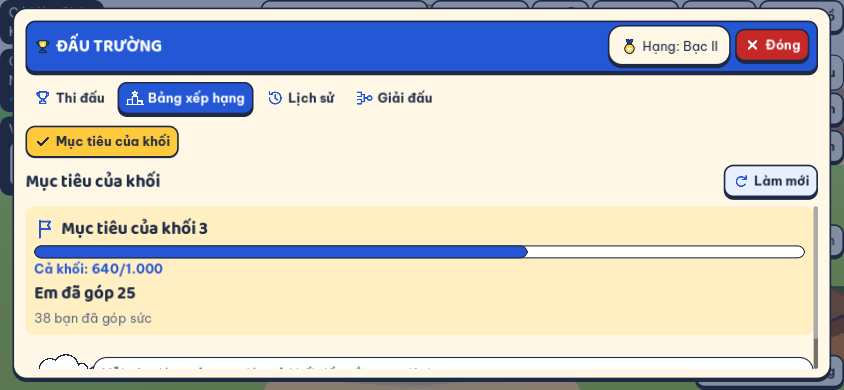 ĐẤU TRƯỜNG
Hạng: Bạc II
Đóng
Thi đấu
Bảng xếp hạng
Lịch sử
Giải đấu
Mục tiêu của khối
Mục tiêu của khối
Làm mới
Mục tiêu của khối 3
Cả khối: 640/1.000
Em đã góp 25
38 bạn đã góp sức